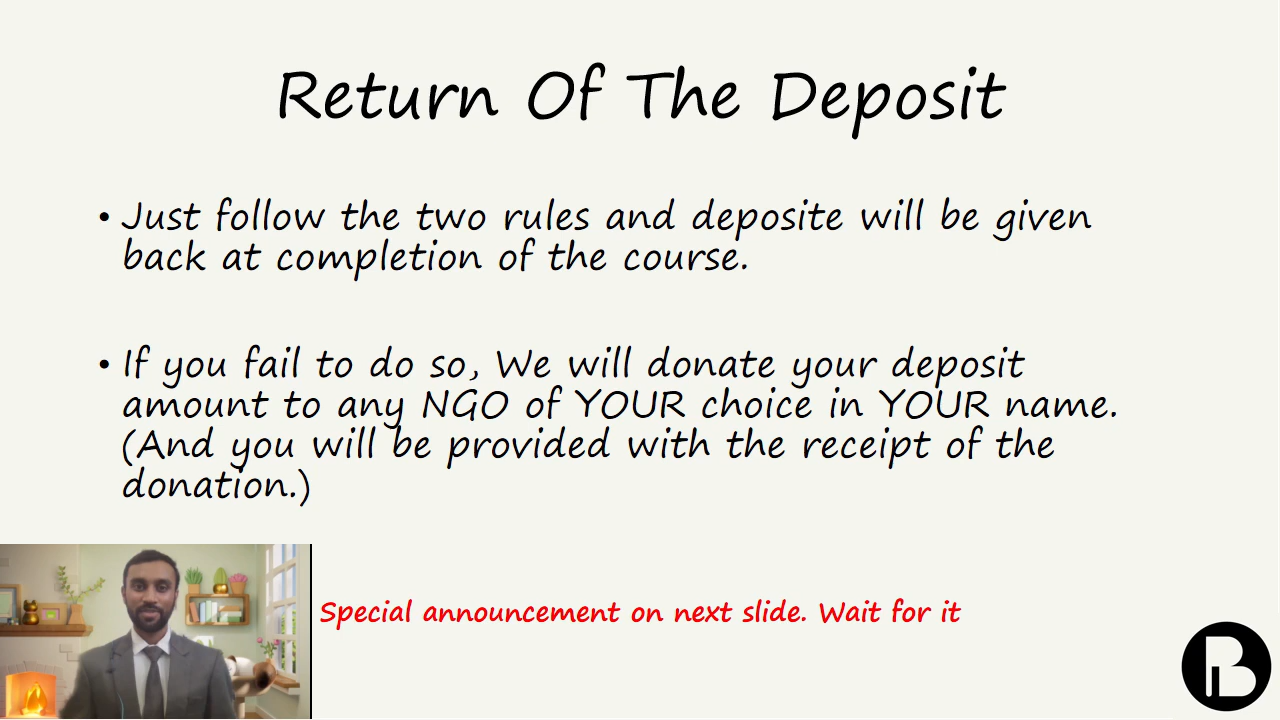 Return Of The Deposit
• Just follow the two rules and deposite will be given
back at completion of the course.
• If you fail to do so, We will donate your deposit
amount to any NGO of YOUR choice in YOUR name.
(And you will be provided with the receipt of the
donation.)
Special announcement on next slide. Wait for it
B